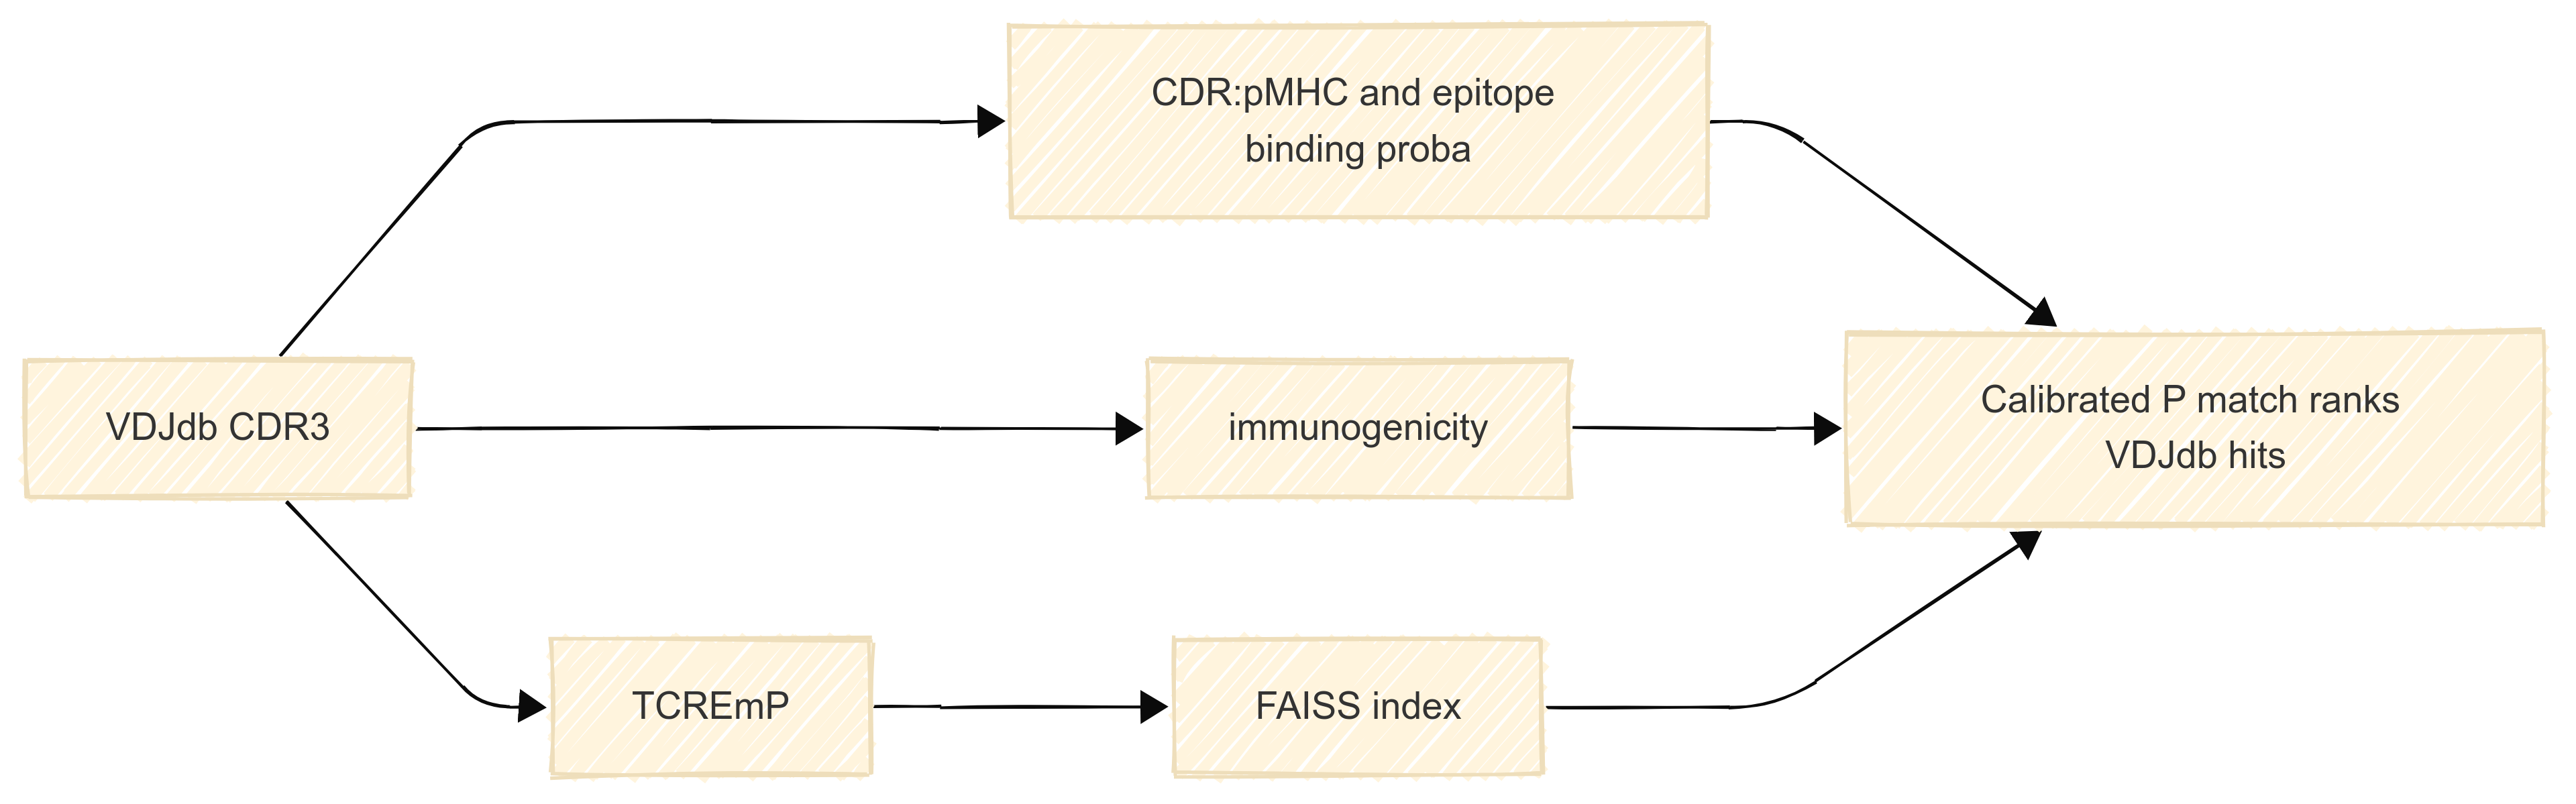 CDR:pMHC and epitope
binding proba
VDJdb CDR3
immunogenicity
Calibrated P match ranks
VDJdb hits
TCREmP
FAISS index